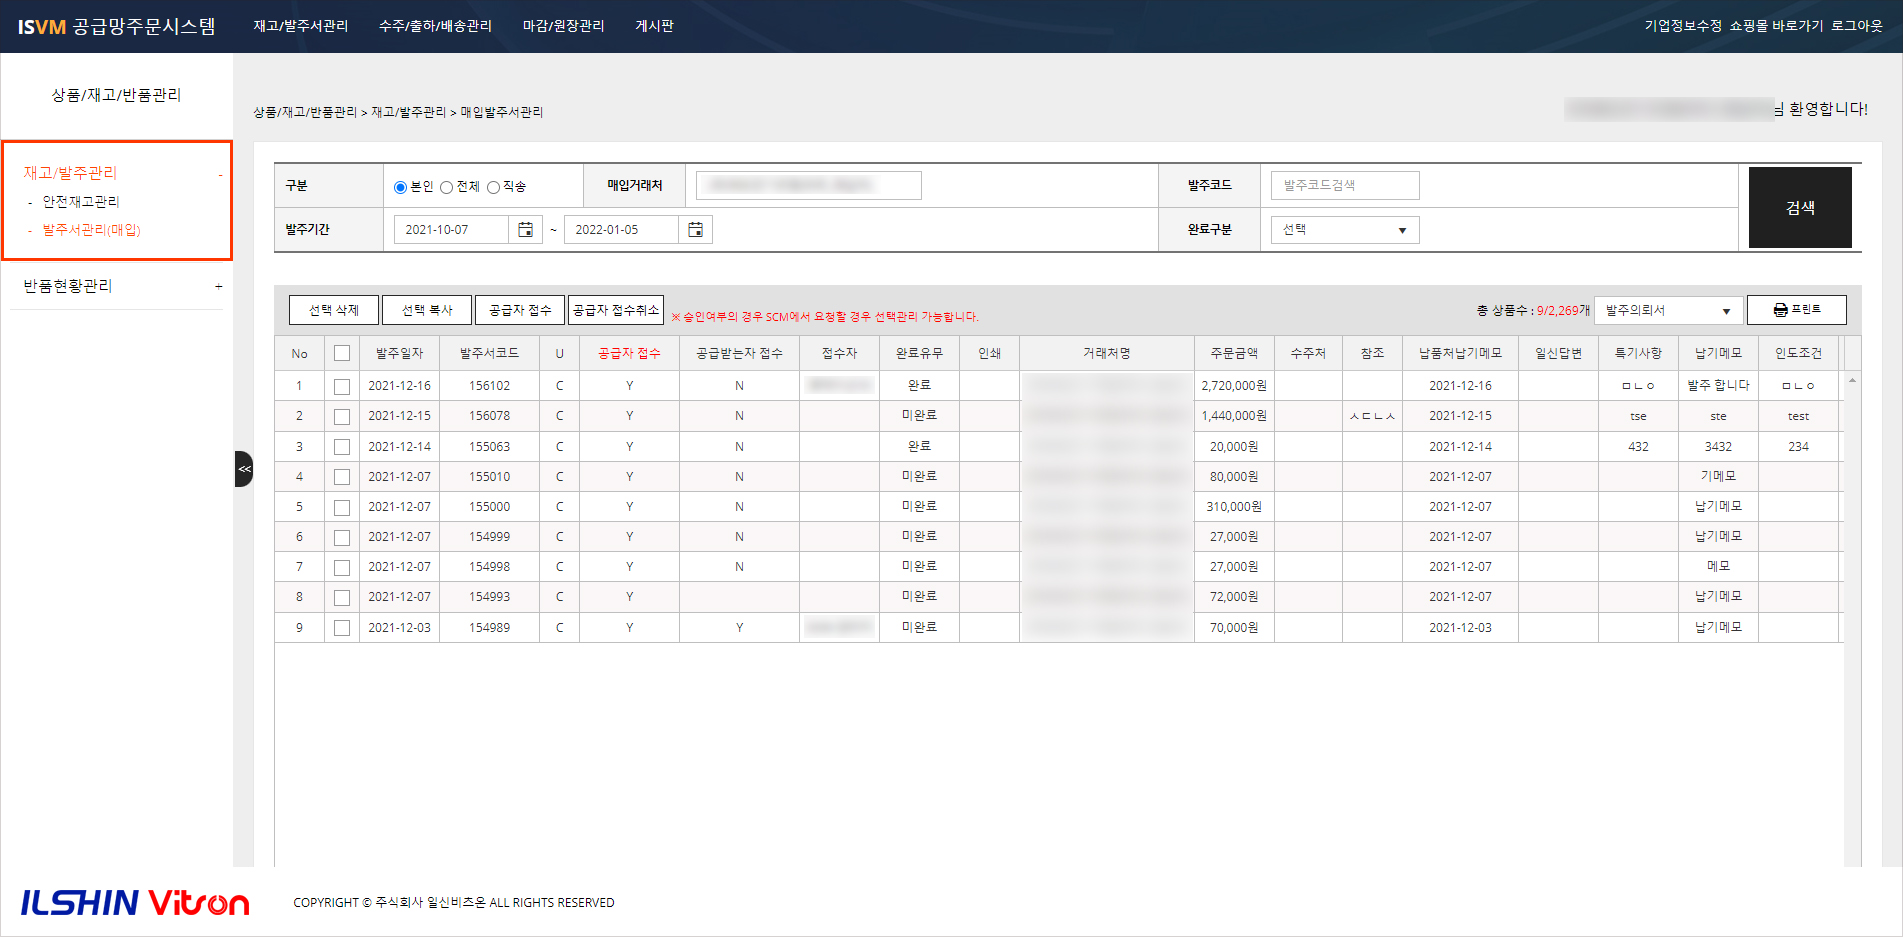 ISVM 공급망주문시스템 재고/발주서관리 수주/출하/배송관리 마감/원장관리 게시판 기업정보수정 쇼핑몰 바로가기 로그아웃
상품/재고/반품관리
상품/재고/반품관리 > 재고/발주관리 > 매입발주서관리
님 환영합니다!
재고/발주관리 -
- 안전재고관리
- 발주서관리(매입)
반품현황관리 +
구분 본인 전체 직송 매입거래처 발주코드 발주코드검색
발주기간 2021-10-07 ~ 2022-01-05 완료구분 선택 ▼
검색
<<
선택 삭제 선택 복사 공급자 접수 공급자 접수취소 ※ 승인여부의 경우 SCM에서 요청할 경우 선택관리 가능합니다. 총 상품수 : 9/2,269개 발주의뢰서 ▼ 프린트
No 발주일자 발주서코드 U 공급자 접수 공급받는자 접수 접수자 완료유무 인쇄 거래처명 주문금액 수주처 참조 납품처납기메모 일신답변 특기사항 납기메모 인도조건
1 2021-12-16 156102 C Y N 완료 2,720,000원 2021-12-16 ㅁㄴㅇ 발주 합니다 ㅁㄴㅇ
2 2021-12-15 156078 C Y N 미완료 1,440,000원 ㅅㄷㄴㅅ 2021-12-15 tse ste test
3 2021-12-14 155063 C Y N 완료 20,000원 2021-12-14 432 3432 234
4 2021-12-07 155010 C Y N 미완료 80,000원 2021-12-07 기메모
5 2021-12-07 155000 C Y N 미완료 310,000원 2021-12-07 납기메모
6 2021-12-07 154999 C Y N 미완료 27,000원 2021-12-07 납기메모
7 2021-12-07 154998 C Y N 미완료 27,000원 2021-12-07 메모
8 2021-12-07 154993 C Y 미완료 72,000원 2021-12-07 납기메모
9 2021-12-03 154989 C Y Y 미완료 70,000원 2021-12-03 납기메모
ILSHIN Vitson COPYRIGHT © 주식회사 일신비츠온 ALL RIGHTS RESERVED